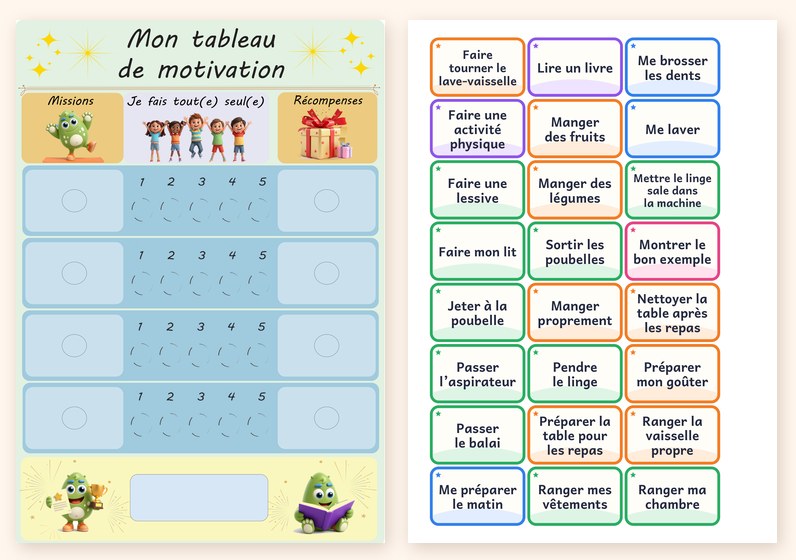 Mon tableau
de motivation
Missions
Je fais tout(e) seul(e)
Récompenses
1 2 3 4 5
1 2 3 4 5
1 2 3 4 5
1 2 3 4 5
Faire
tourner le
lave-vaisselle
Lire un livre
Me brosser
les dents
Faire une
activité
physique
Manger
des fruits
Me laver
Faire une
lessive
Manger des
légumes
Mettre le linge
sale dans
la machine
Faire mon lit
Sortir les
poubelles
Montrer le
bon exemple
Jeter à la
poubelle
Manger
proprement
Nettoyer la
table après
les repas
Passer
l'aspirateur
Pendre
le linge
Préparer
mon goûter
Passer
le balai
Préparer la
table pour
les repas
Ranger la
vaisselle
propre
Me préparer
le matin
Ranger mes
vêtements
Ranger ma
chambre